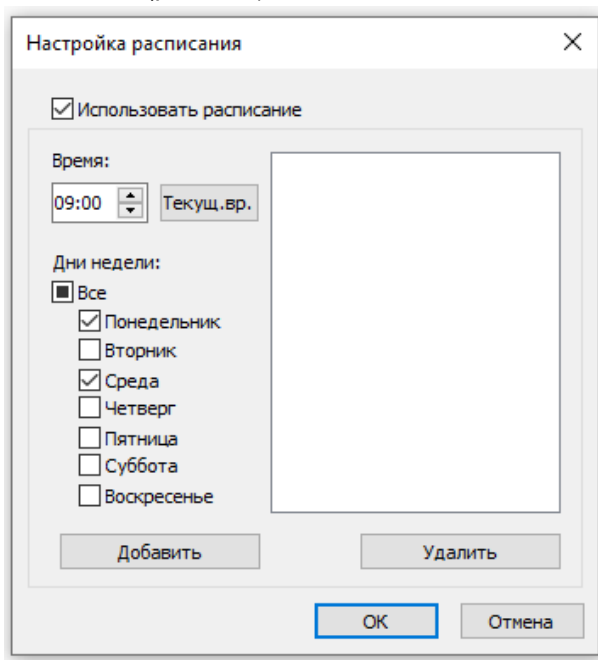 Настройка расписания
Использовать расписание
Время:
09:00
Текущ.вр.
Дни недели:
Все
Понедельник
Вторник
Среда
Четверг
Пятница
Суббота
Воскресенье
Добавить
Удалить
OK
Отмена